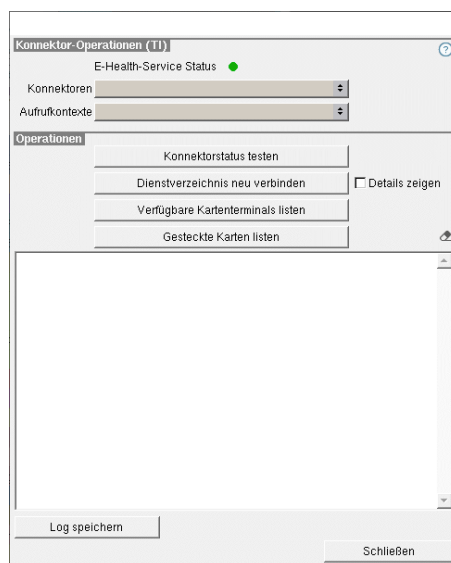 Konnektor-Operationen (TI)
?
E-Health-Service Status
Konnektoren
Aufrufkontexte
Operationen
Konnektorstatus testen
Dienstverzeichnis neu verbinden
Details zeigen
Verfügbare Kartenterminals listen
Gesteckte Karten listen
Log speichern
Schließen